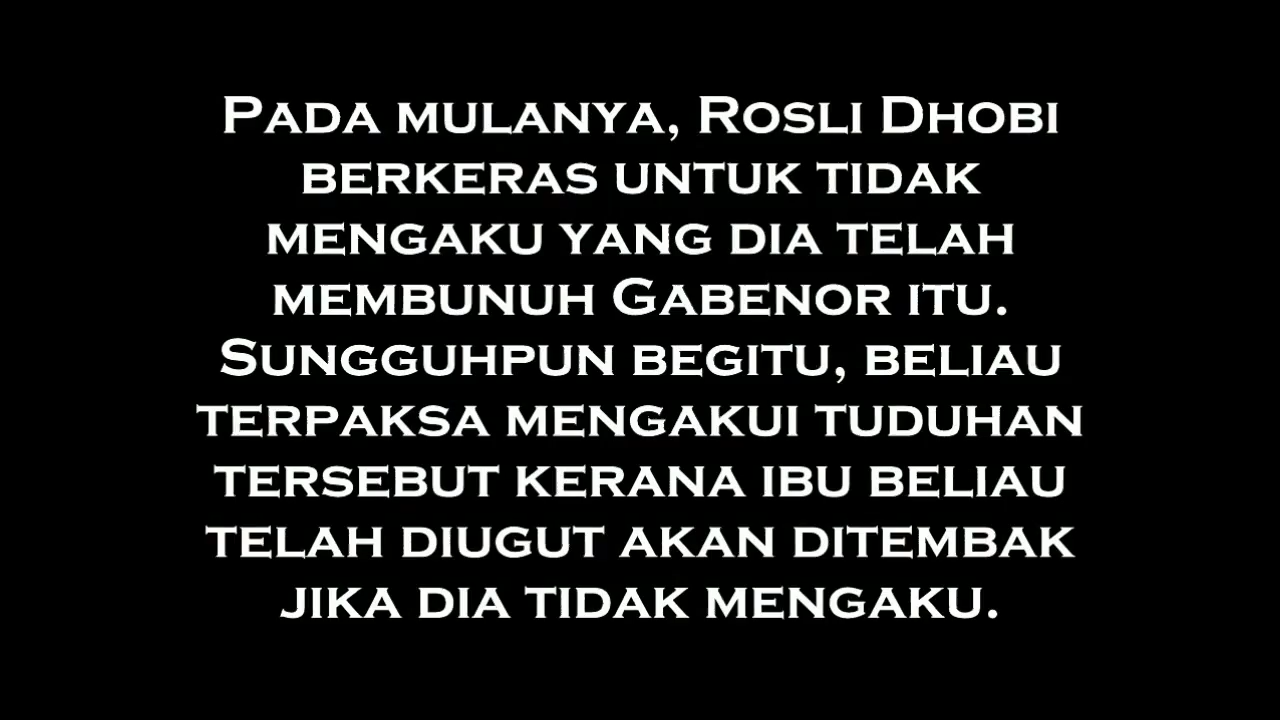 Pada mulanya, Rosli Dhobi
berkeras untuk tidak
mengaku yang dia telah
membunuh Gabenor itu.
Sungguhpun begitu, beliau
terpaksa mengakui tuduhan
tersebut kerana ibu beliau
telah diugut akan ditembak
jika dia tidak mengaku.